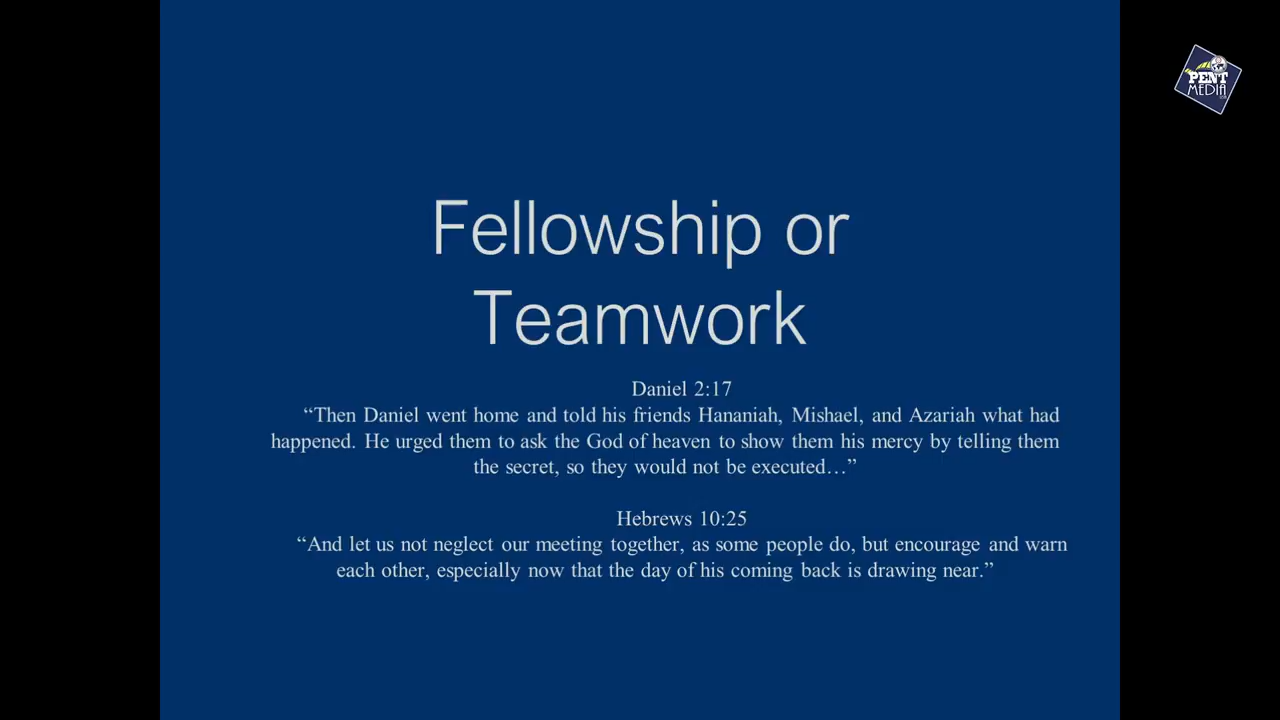 PENT
MEDIA
Fellowship or
Teamwork
Daniel 2:17
“Then Daniel went home and told his friends Hananiah, Mishael, and Azariah what had
happened. He urged them to ask the God of heaven to show them his mercy by telling them
the secret, so they would not be executed…”
Hebrews 10:25
“And let us not neglect our meeting together, as some people do, but encourage and warn
each other, especially now that the day of his coming back is drawing near.”